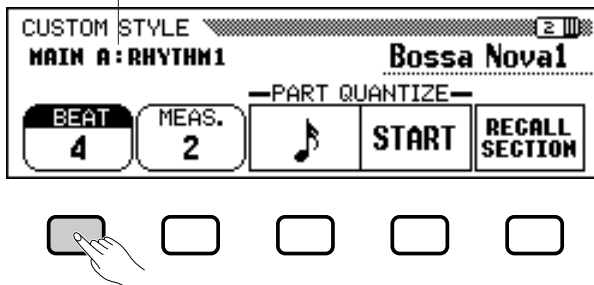 CUSTOM STYLE 2
MAIN A:RHYTHM1 Bossa Nova1
PART QUANTIZE
BEAT MEAS.
4 2 START RECALL SECTION